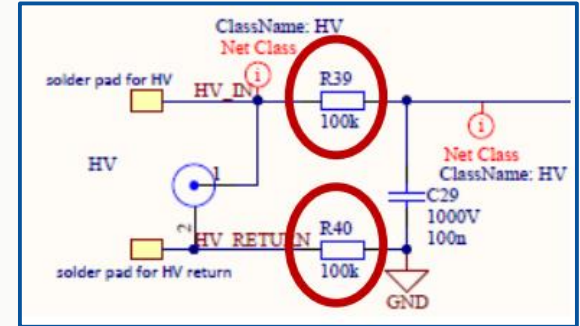 ClassName: HV
Net Class
i
solder pad for HV
HV_IN
R39
100k
i
Net Class
ClassName: HV
HV
1
C29
1000V
100n
2
HV_RETURN
R40
100k
solder pad for HV return
GND